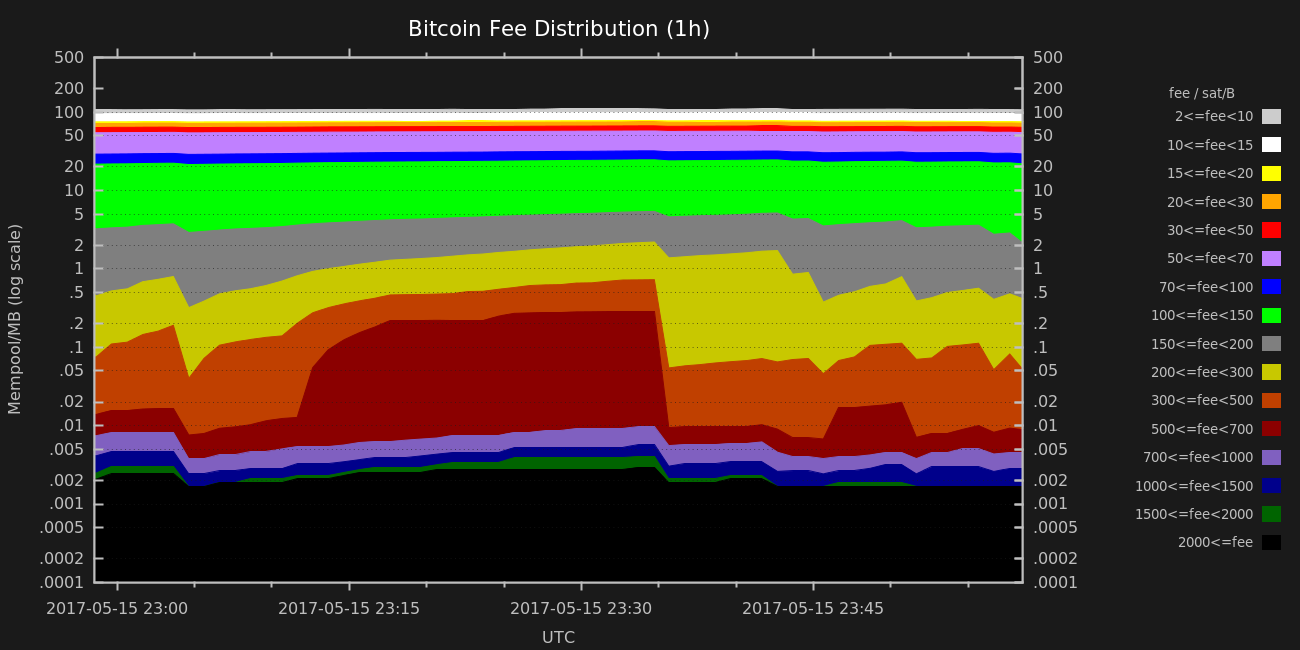 Bitcoin Fee Distribution (1h)
500 500
200 200
100 100
50 50
20 20
10 10
5 5
2 2
1 1
.5 .5
.2 .2
.1 .1
.05 .05
.02 .02
.01 .01
.005 .005
.002 .002
.001 .001
.0005 .0005
.0002 .0002
.0001 .0001
Mempool/MB (log scale)
2017-05-15 23:00 2017-05-15 23:15 2017-05-15 23:30 2017-05-15 23:45
UTC
fee / sat/B
2<=fee<10
10<=fee<15
15<=fee<20
20<=fee<30
30<=fee<50
50<=fee<70
70<=fee<100
100<=fee<150
150<=fee<200
200<=fee<300
300<=fee<500
500<=fee<700
700<=fee<1000
1000<=fee<1500
1500<=fee<2000
2000<=fee